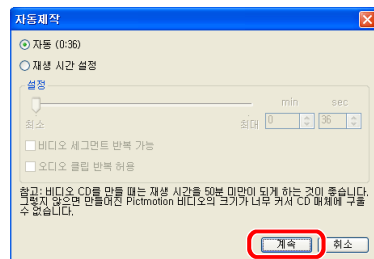 자동제작
자동 (0:36)
재생 시간 설정
설정
min sec
최소 최대 0 36
비디오 세그먼트 반복 가능
오디오 클립 반복 허용
참고: 비디오 CD를 만들 때는 재생 시간을 50분 미만이 되게 하는 것이 좋습니다.
그렇지 않으면 만들어진 Pictmotion 비디오의 크기가 너무 커서 CD 매체에 구울
수 없습니다.
계속 취소